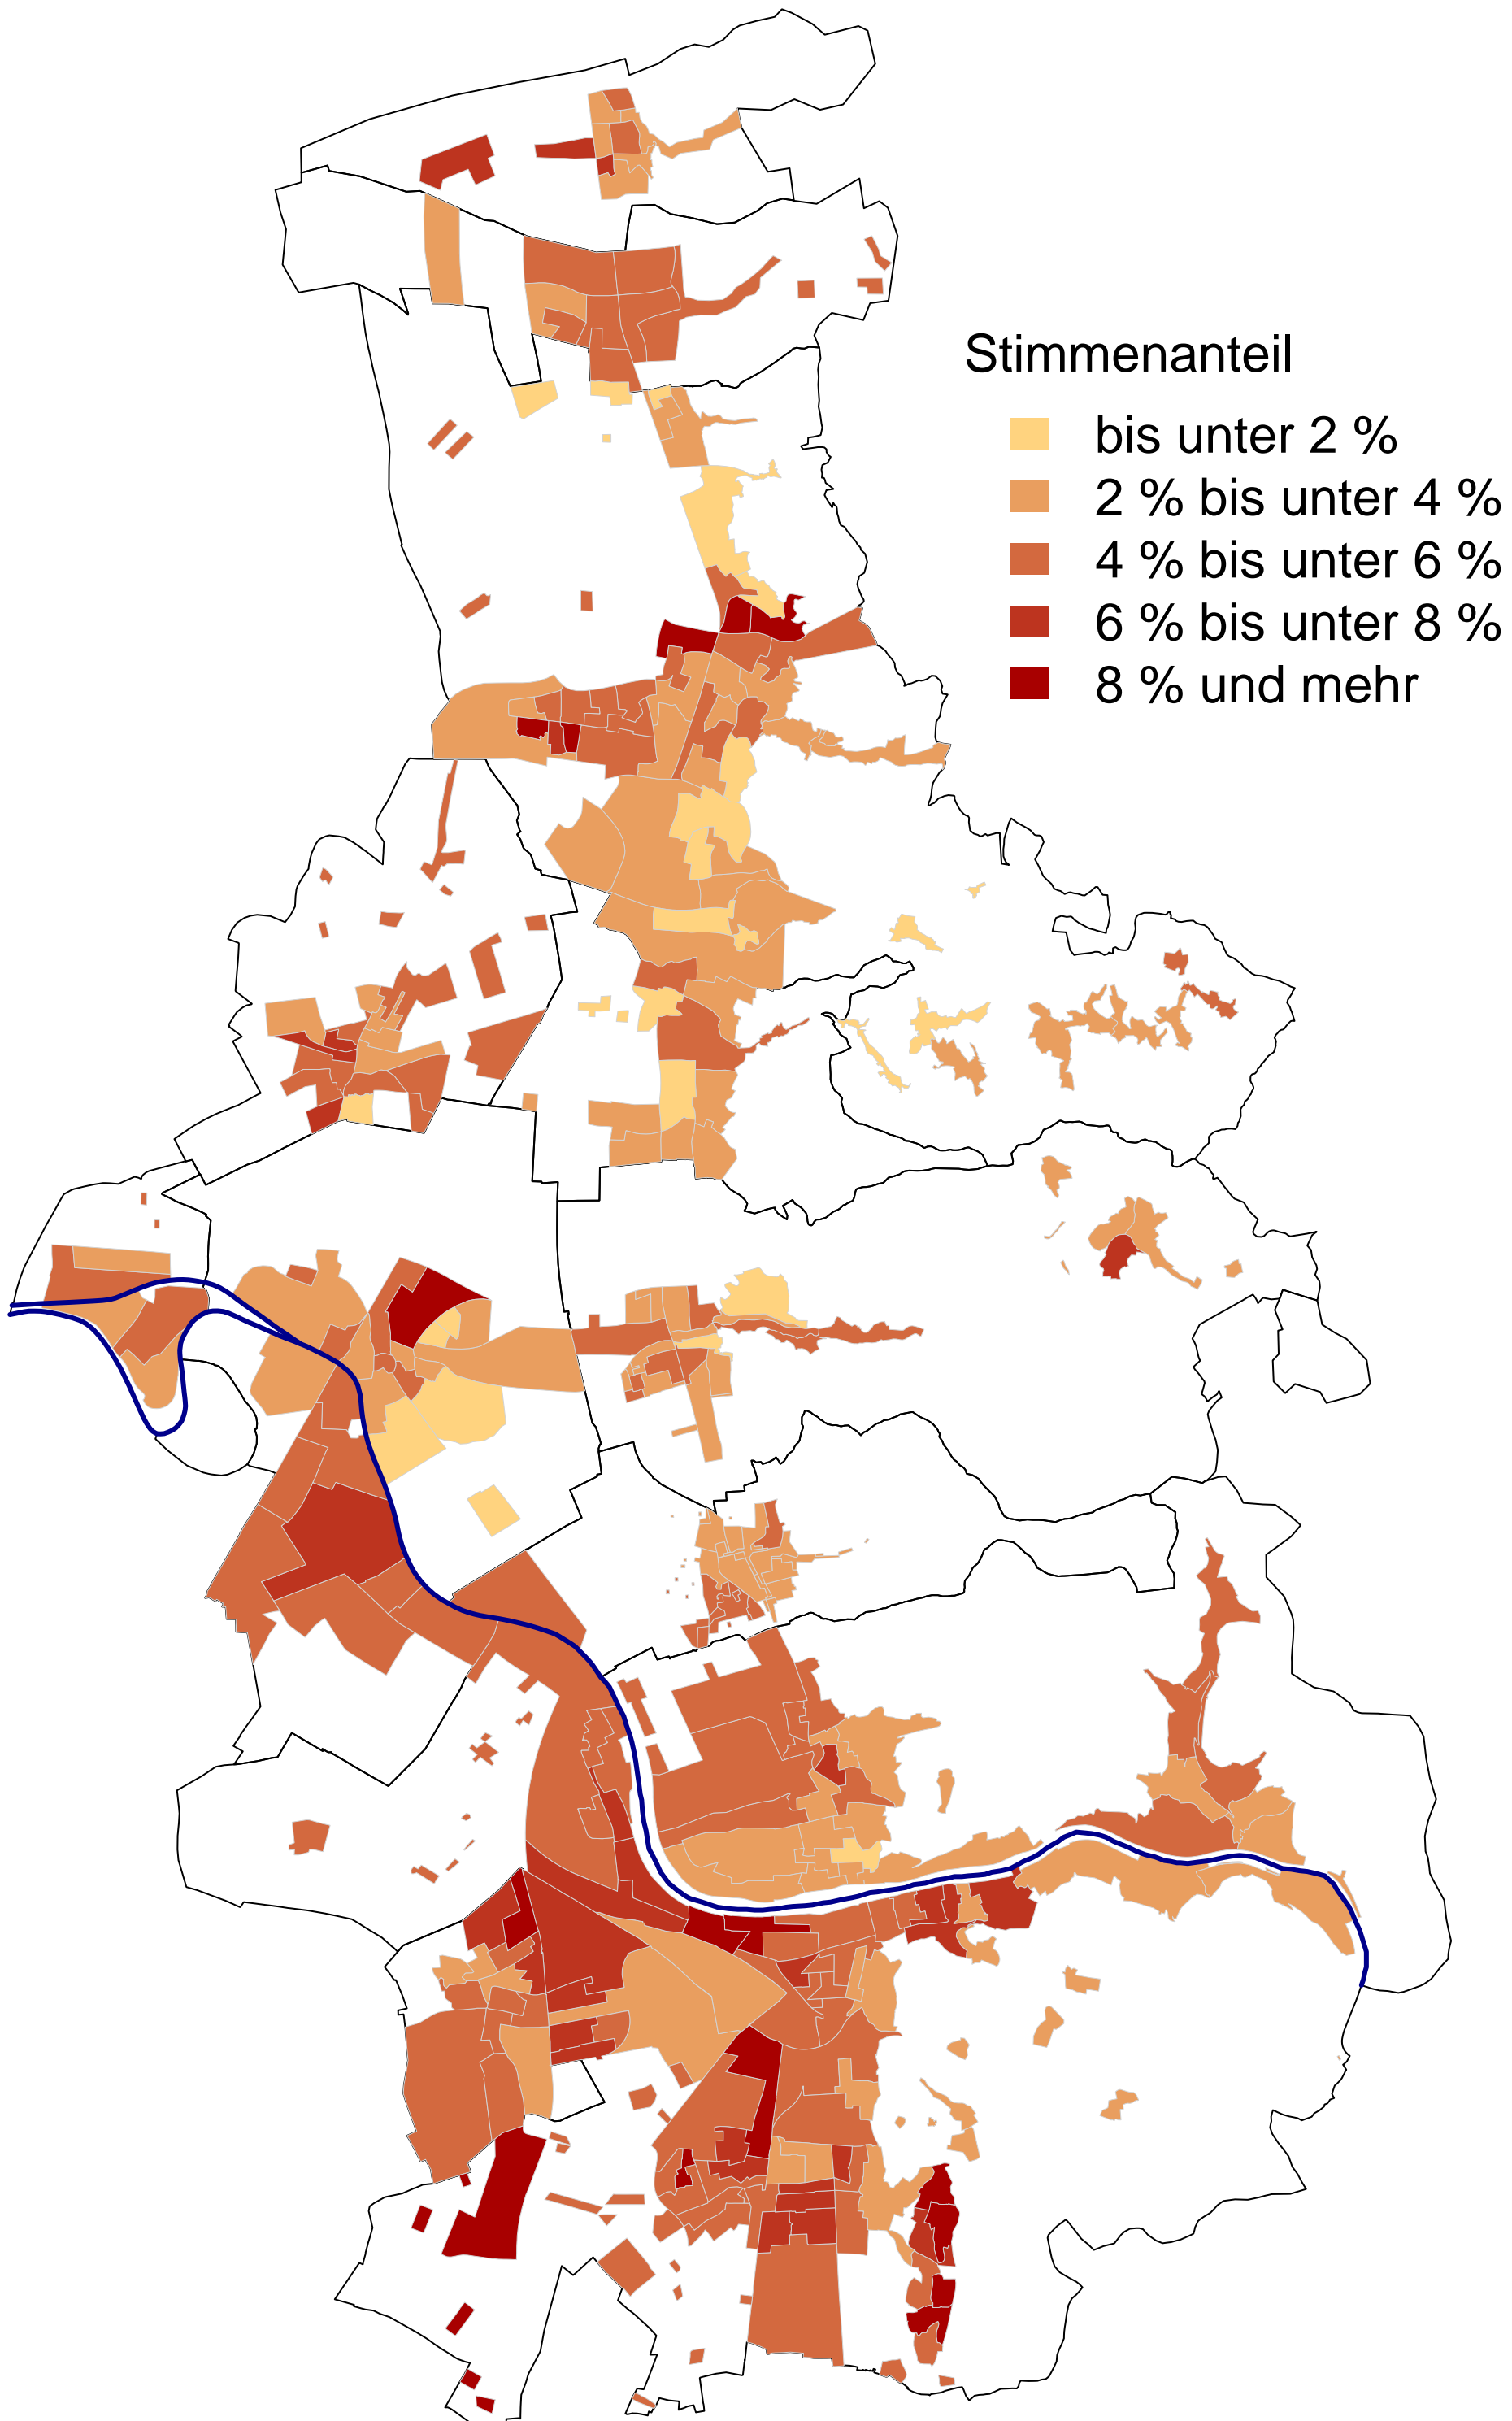 Stimmenanteil
bis unter 2 %
2 % bis unter 4 %
4 % bis unter 6 %
6 % bis unter 8 %
8 % und mehr